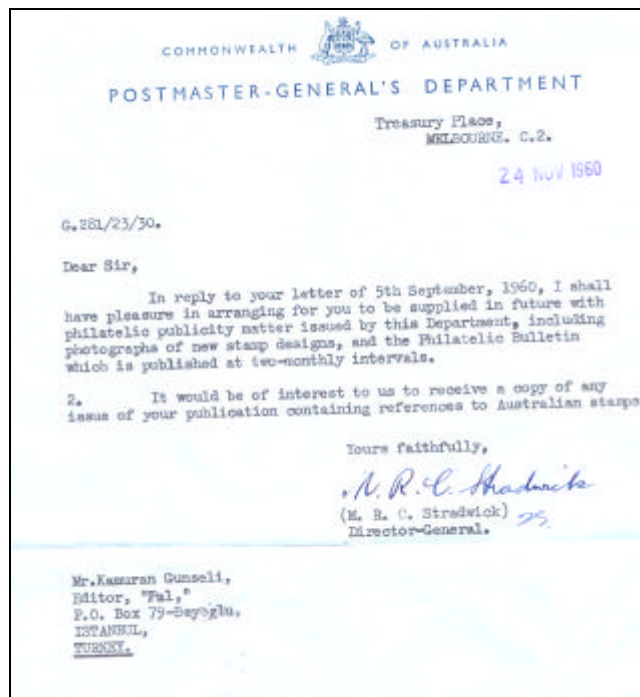 COMMONWEALTH OF AUSTRALIA
POSTMASTER-GENERAL'S DEPARTMENT
Treasury Place,
MELBOURNE. C.2.
24 NOV 1960
G.281/23/30.
Dear Sir,
In reply to your letter of 5th September, 1960, I shall
have pleasure in arranging for you to be supplied in future with
philatelic publicity matter issued by this Department, including
photographs of new stamp designs, and the Philatelic Bulletin
which is published at two-monthly intervals.
2. It would be of interest to us to receive a copy of any
issue of your publication containing references to Australian stamps
Yours faithfully,
M. R. C. Stradwick
(M. R. C. Stradwick)
Director-General.
Mr.Kamuran Gunseli,
Editor, "Pal,"
P.O. Box 79-Beyoglu,
ISTANBUL,
TURKEY.